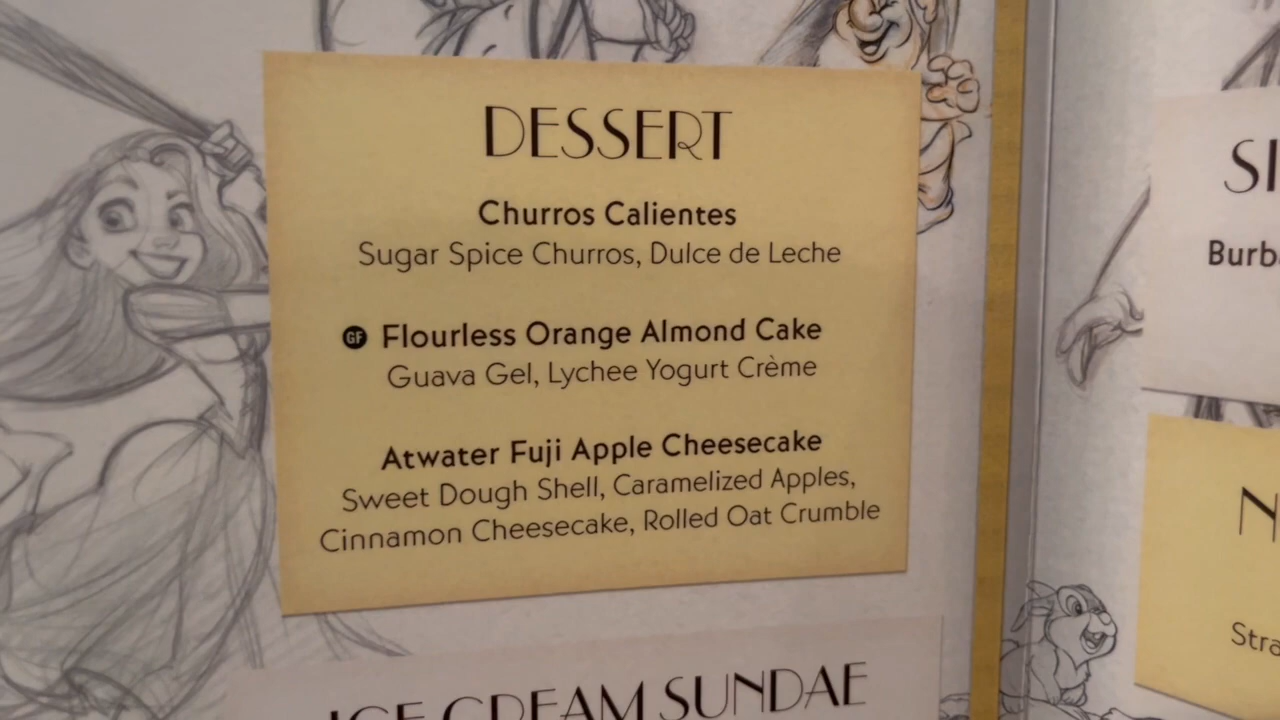 DESSERT
Churros Calientes
Sugar Spice Churros, Dulce de Leche
GF Flourless Orange Almond Cake
Guava Gel, Lychee Yogurt Crème
Atwater Fuji Apple Cheesecake
Sweet Dough Shell, Caramelized Apples,
Cinnamon Cheesecake, Rolled Oat Crumble
ICE CREAM SUNDAE